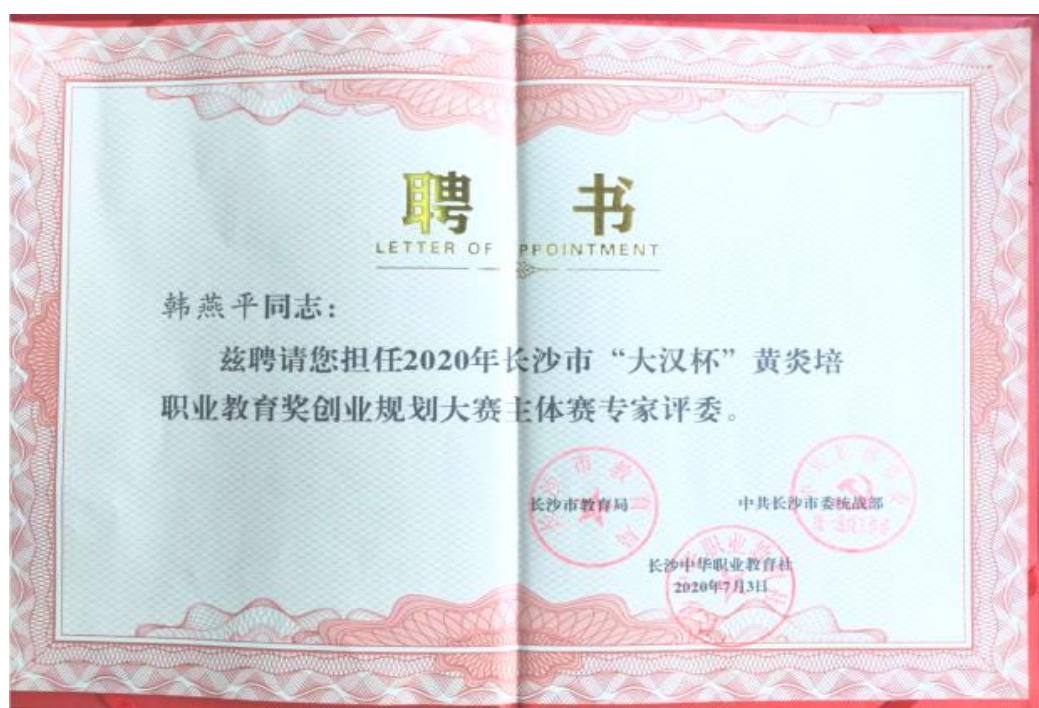 聘 书
LETTER OF PPOINTMENT
韩燕平同志：
兹聘请您担任2020年长沙市“大汉杯”黄炎培
职业教育奖创业规划大赛主体赛专家评委。
长沙市教育局 中共长沙市委统战部
长沙中华职业教育社
2020年7月3日